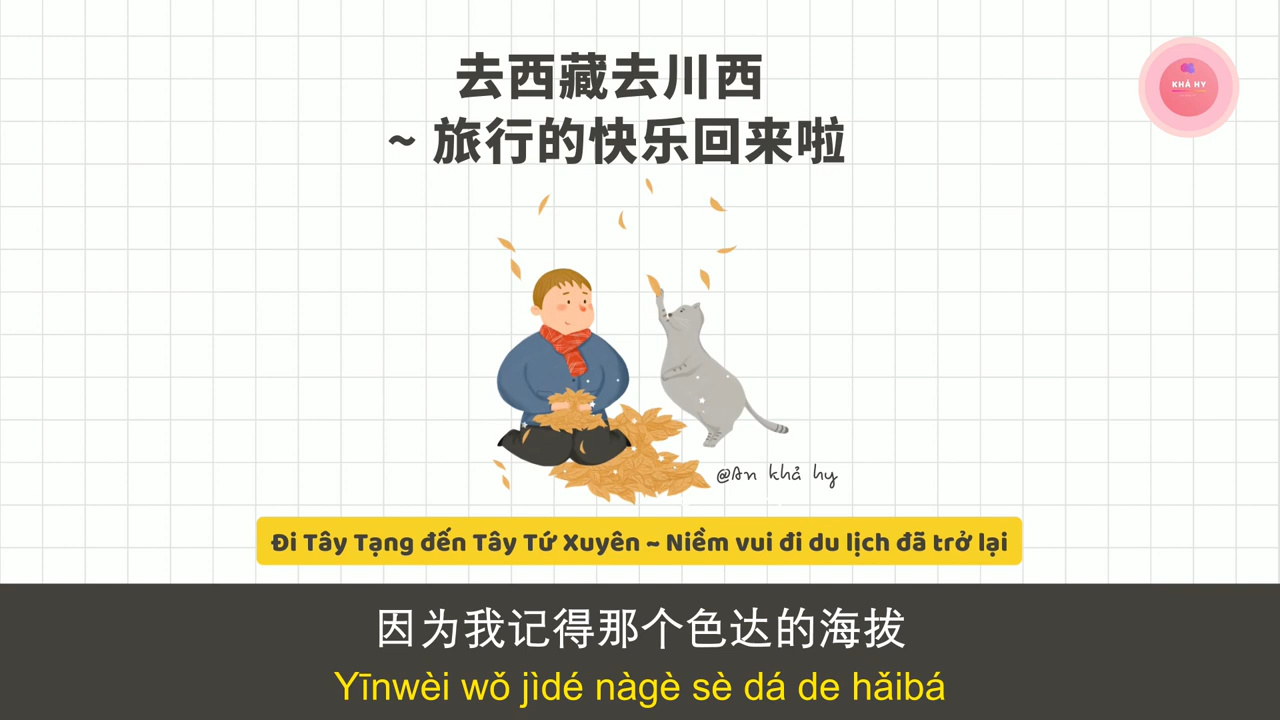 去西藏去川西
~ 旅行的快乐回来啦
KHẢ HY
@An khả hy
Đi Tây Tạng đến Tây Tứ Xuyên ~ Niềm vui đi du lịch đã trở lại
因为我记得那个色达的海拔
Yīnwèi wǒ jìdé nàgè sè dá de hǎibá